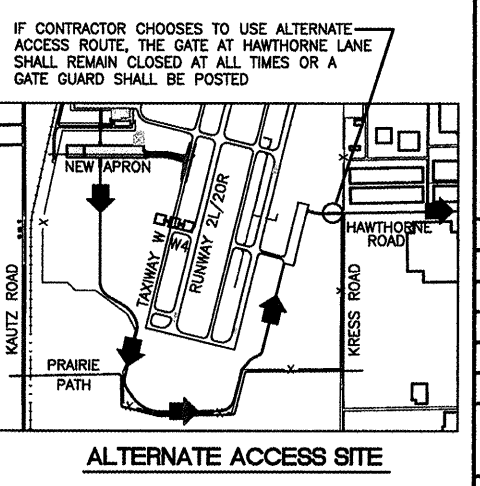 IF CONTRACTOR CHOOSES TO USE ALTERNATE
ACCESS ROUTE, THE GATE AT HAWTHORNE LANE
SHALL REMAIN CLOSED AT ALL TIMES OR A
GATE GUARD SHALL BE POSTED
NEW APRON
TAXIWAY W
W4
RUNWAY 2L/20R
HAWTHORNE
ROAD
KAUTZ ROAD
KRESS ROAD
PRAIRIE
PATH
ALTERNATE ACCESS SITE